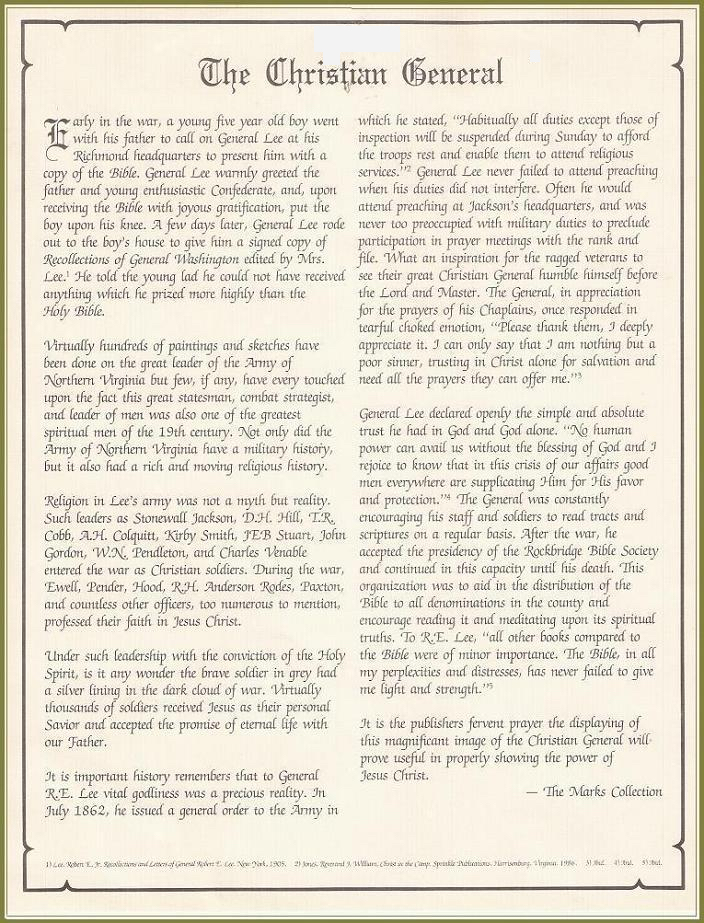 The Christian General
Early in the war, a young five year old boy went
with his father to call on General Lee at his
Richmond headquarters to present him with a
copy of the Bible. General Lee warmly greeted the
father and young enthusiastic Confederate, and, upon
receiving the Bible with joyous gratification, put the
boy upon his knee. A few days later, General Lee rode
out to the boy's house to give him a signed copy of
Recollections of General Washington edited by Mrs.
Lee.¹ He told the young lad he could not have received
anything which he prized more highly than the
Holy Bible.
Virtually hundreds of paintings and sketches have
been done on the great leader of the Army of
Northern Virginia but few, if any, have every touched
upon the fact this great statesman, combat strategist,
and leader of men was also one of the greatest
spiritual men of the 19th century. Not only did the
Army of Northern Virginia have a military history,
but it also had a rich and moving religious history.
Religion in Lee's army was not a myth but reality.
Such leaders as Stonewall Jackson, D.H. Hill, T.R.
Cobb, A.H. Colquitt, Kirby Smith, JEB Stuart, John
Gordon, W.N. Pendleton, and Charles Venable
entered the war as Christian soldiers. During the war,
Ewell, Pender, Hood, R.H. Anderson Rodes, Paxton,
and countless other officers, too numerous to mention,
professed their faith in Jesus Christ.
Under such leadership with the conviction of the Holy
Spirit, is it any wonder the brave soldier in grey had
a silver lining in the dark cloud of war. Virtually
thousands of soldiers received Jesus as their personal
Savior and accepted the promise of eternal life with
our Father.
It is important history remembers that to General
R.E. Lee vital godliness was a precious reality. In
July 1862, he issued a general order to the Army in
which he stated, "Habitually all duties except those of
inspection will be suspended during Sunday to afford
the troops rest and enable them to attend religious
services."² General Lee never failed to attend preaching
when his duties did not interfere. Often he would
attend preaching at Jackson's headquarters, and was
never too preoccupied with military duties to preclude
participation in prayer meetings with the rank and
file. What an inspiration for the ragged veterans to
see their great Christian General humble himself before
the Lord and Master. The General, in appreciation
for the prayers of his Chaplains, once responded in
tearful choked emotion, "Please thank them, I deeply
appreciate it. I can only say that I am nothing but a
poor sinner, trusting in Christ alone for salvation and
need all the prayers they can offer me."³
General Lee declared openly the simple and absolute
trust he had in God and God alone. "No human
power can avail us without the blessing of God and I
rejoice to know that in this crisis of our affairs good
men everywhere are supplicating Him for His favor
and protection."⁴ The General was constantly
encouraging his staff and soldiers to read tracts and
scriptures on a regular basis. After the war, he
accepted the presidency of the Rockbridge Bible Society
and continued in this capacity until his death. This
organization was to aid in the distribution of the
Bible to all denominations in the county and
encourage reading it and meditating upon its spiritual
truths. To R.E. Lee, "all other books compared to
the Bible were of minor importance. The Bible, in all
my perplexities and distresses, has never failed to give
me light and strength."⁵
It is the publishers fervent prayer the displaying of
this magnificent image of the Christian General will
prove useful in properly showing the power of
Jesus Christ.
— The Marks Collection
1) Lee, Robert E. Jr. Recollections and Letters of General Robert E. Lee. New York, 1905. 2) Jones, Reverend J. William, Christ in the Camp. Sprinkle Publications. Harrisonburg, Virginia. 1986. 3) Ibid. 4) Ibid. 5) Ibid.